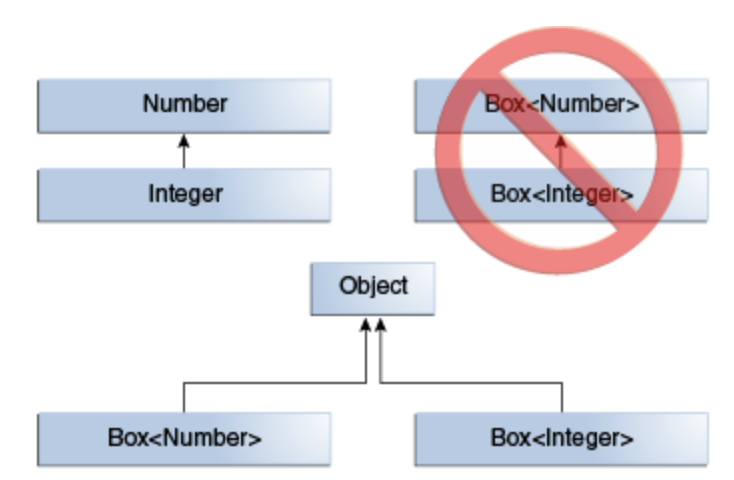 Number
Box<Number>
Integer
Box<Integer>
Object
Box<Number>
Box<Integer>